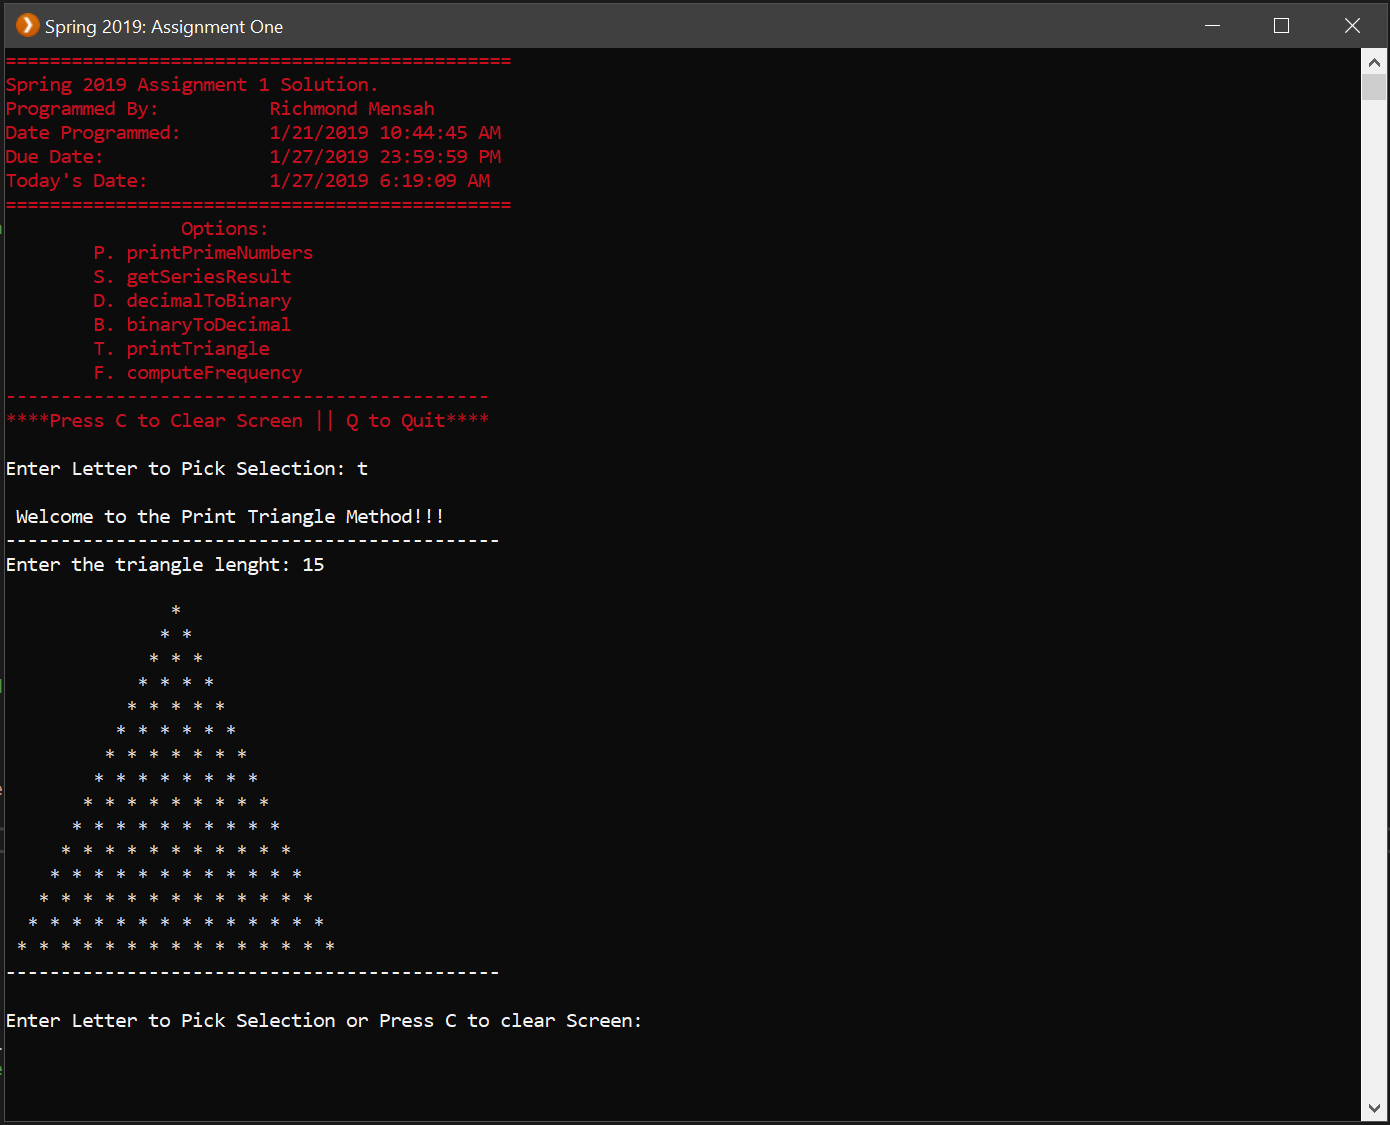 Spring 2019: Assignment One
==============================================
Spring 2019 Assignment 1 Solution.
Programmed By:          Richmond Mensah
Date Programmed:        1/21/2019 10:44:45 AM
Due Date:               1/27/2019 23:59:59 PM
Today's Date:           1/27/2019 6:19:09 AM
==============================================
                Options:
        P. printPrimeNumbers
        S. getSeriesResult
        D. decimalToBinary
        B. binaryToDecimal
        T. printTriangle
        F. computeFrequency
--------------------------------------------
****Press C to Clear Screen || Q to Quit****
Enter Letter to Pick Selection: t
 Welcome to the Print Triangle Method!!!
---------------------------------------------
Enter the triangle lenght: 15
               *
              * *
             * * *
            * * * *
           * * * * *
          * * * * * *
         * * * * * * *
        * * * * * * * *
       * * * * * * * * *
      * * * * * * * * * *
     * * * * * * * * * * *
    * * * * * * * * * * * *
   * * * * * * * * * * * * *
  * * * * * * * * * * * * * *
 * * * * * * * * * * * * * * *
---------------------------------------------
Enter Letter to Pick Selection or Press C to clear Screen: